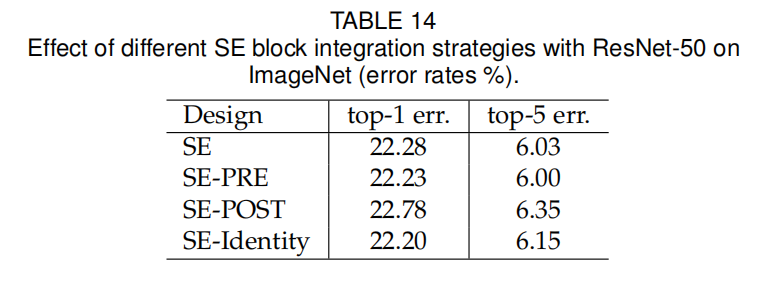 TABLE 14
Effect of different SE block integration strategies with ResNet-50 on
ImageNet (error rates %).
Design top-1 err. top-5 err.
SE 22.28 6.03
SE-PRE 22.23 6.00
SE-POST 22.78 6.35
SE-Identity 22.20 6.15